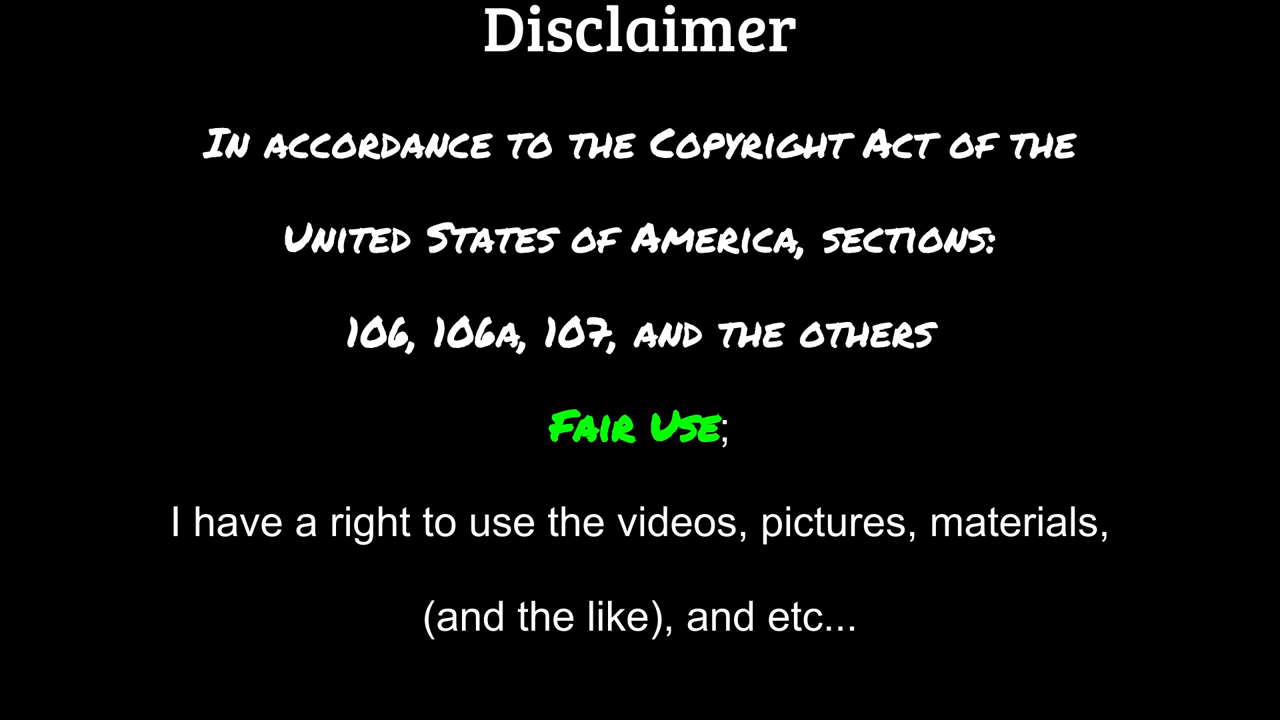 Disclaimer
In accordance to the Copyright Act of the
United States of America, sections:
106, 106a, 107, and the others
Fair Use;
I have a right to use the videos, pictures, materials,
(and the like), and etc...